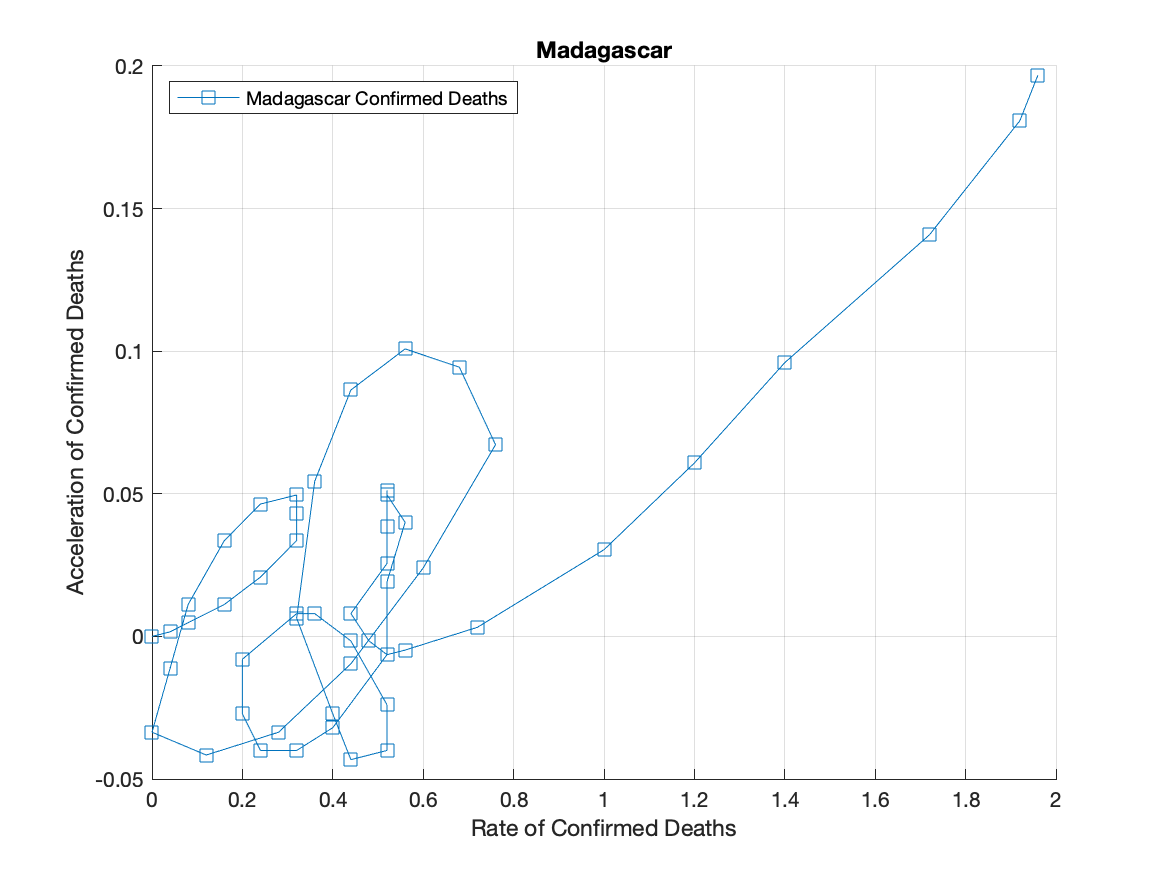 Madagascar
Madagascar Confirmed Deaths
Acceleration of Confirmed Deaths
0.2
0.15
0.1
0.05
0
-0.05
0 0.2 0.4 0.6 0.8 1 1.2 1.4 1.6 1.8 2
Rate of Confirmed Deaths